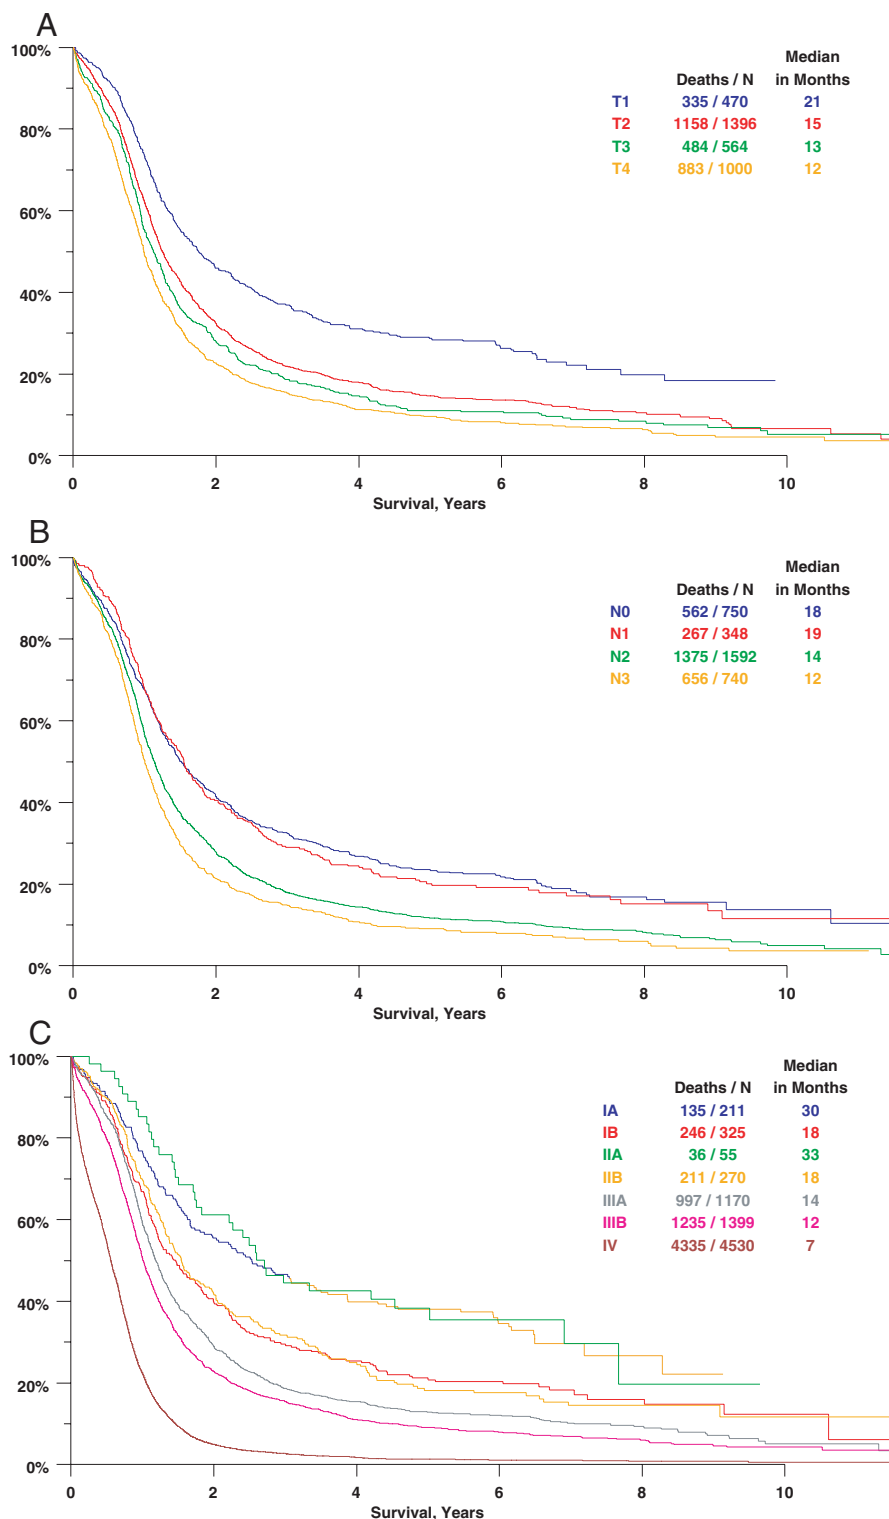 A
100%
80%
60%
40%
20%
0%
Median
Deaths / N in Months
T1 335 / 470 21
T2 1158 / 1396 15
T3 484 / 564 13
T4 883 / 1000 12
0 2 4 6 8 10
Survival, Years
B
100%
80%
60%
40%
20%
0%
Median
Deaths / N in Months
N0 562 / 750 18
N1 267 / 348 19
N2 1375 / 1592 14
N3 656 / 740 12
0 2 4 6 8 10
Survival, Years
C
100%
80%
60%
40%
20%
0%
Median
Deaths / N in Months
IA 135 / 211 30
IB 246 / 325 18
IIA 36 / 55 33
IIB 211 / 270 18
IIIA 997 / 1170 14
IIIB 1235 / 1399 12
IV 4335 / 4530 7
0 2 4 6 8 10
Survival, Years